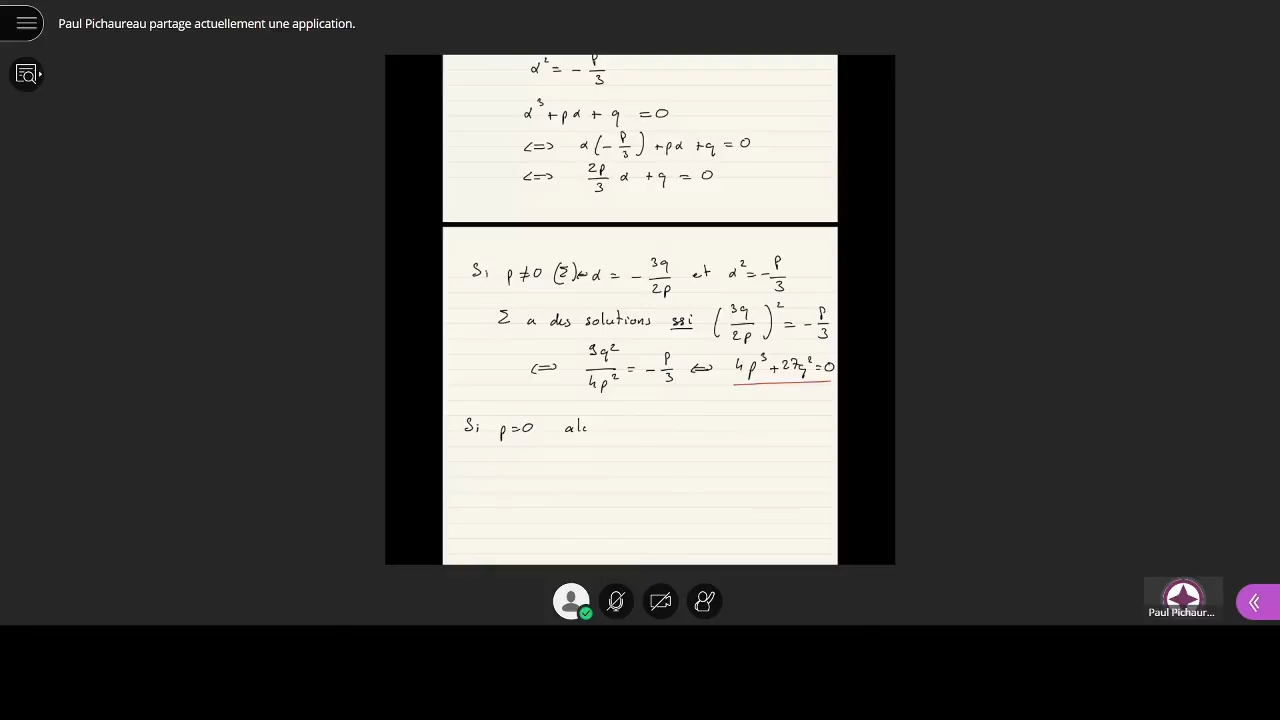 Paul Pichaureau partage actuellement une application.
α² = - p/3
α³ + pα + q = 0
<=> α(- p/3) + pα + q = 0
<=> 2p/3 α + q = 0
Si p ≠ 0 (Σ) <=> α = - 3q/2p et α² = - p/3
Σ a des solutions ssi (3q/2p)² = - p/3
<=> 9q²/4p² = - p/3 <=> 4p³ + 27q² = 0
Si p = 0 alo
Paul Pichaur...